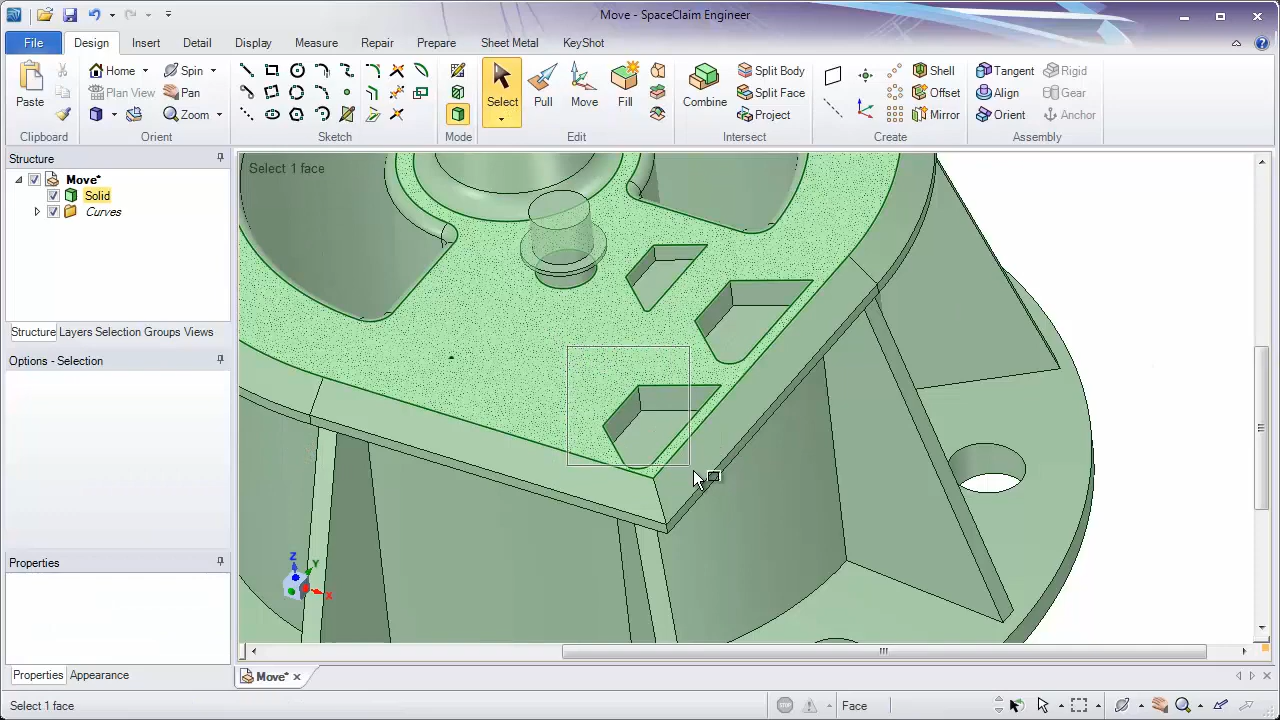 Move - SpaceClaim Engineer
File Design Insert Detail Display Measure Repair Prepare Sheet Metal KeyShot
Paste
Home
Plan View
Spin
Pan
Zoom
Select
Pull
Move
Fill
Combine
Split Body
Split Face
Project
Shell
Offset
Mirror
Tangent
Align
Orient
Rigid
Gear
Anchor
Clipboard Orient Sketch Mode Edit Intersect Create Assembly
Structure
Move*
Solid
Curves
Structure Layers Selection Groups Views
Options - Selection
Properties
Properties Appearance
Select 1 face
Z
Y
X
Move*
Select 1 face
Face